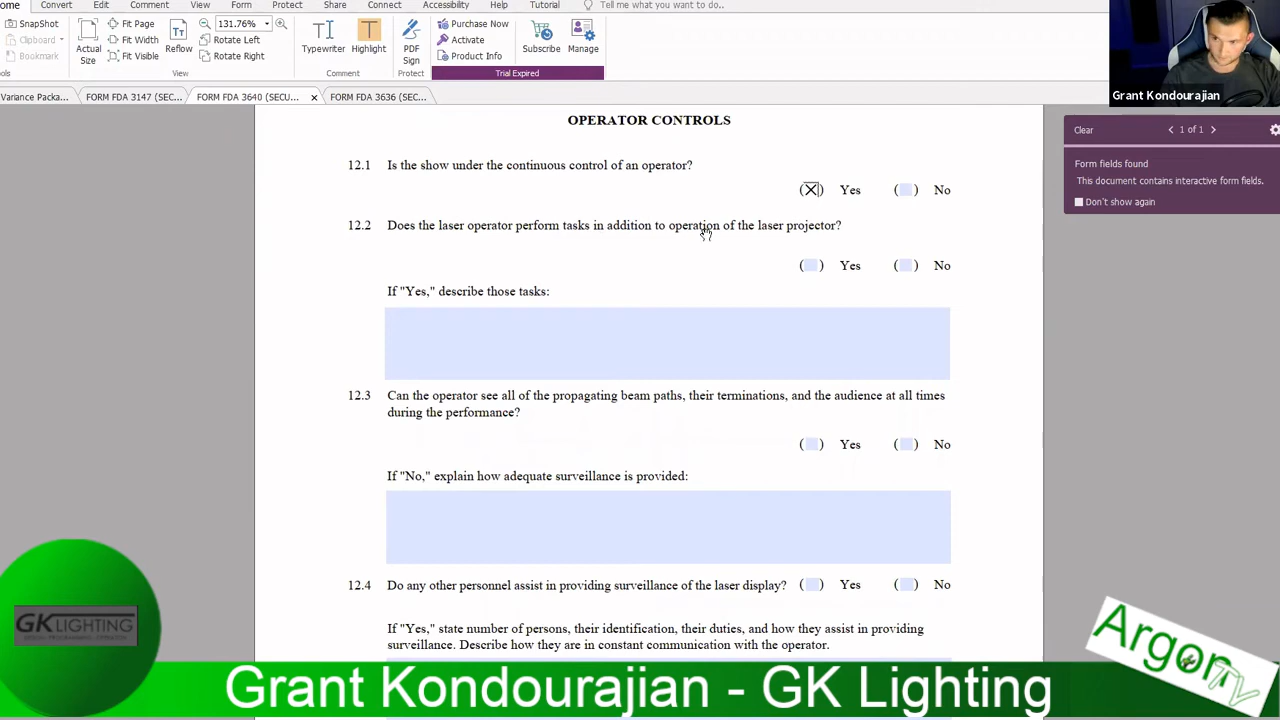 ome Convert Edit Comment View Form Protect Share Connect Accessibility Help Tutorial Tell me what you want to do...
SnapShot Fit Page 131.76%
Clipboard Fit Width Rotate Left
Bookmark Fit Visible Rotate Right
Actual Size Reflow Typewriter Highlight PDF Sign
Purchase Now
Activate
Product Info
Subscribe Manage
ols View Comment Protect Trial Expired
Grant Kondourajian
Variance Packa... FORM FDA 3147 (SEC... FORM FDA 3640 (SECU... × FORM FDA 3636 (SEC...
Clear 1 of 1
Form fields found
This document contains interactive form fields.
Don't show again
OPERATOR CONTROLS
12.1 Is the show under the continuous control of an operator?
(X) Yes ( ) No
12.2 Does the laser operator perform tasks in addition to operation of the laser projector?
( ) Yes ( ) No
If "Yes," describe those tasks:
12.3 Can the operator see all of the propagating beam paths, their terminations, and the audience at all times
during the performance?
( ) Yes ( ) No
If "No," explain how adequate surveillance is provided:
12.4 Do any other personnel assist in providing surveillance of the laser display? ( ) Yes ( ) No
If "Yes," state number of persons, their identification, their duties, and how they assist in providing
surveillance. Describe how they are in constant communication with the operator.
GK LIGHTING
Grant Kondourajian - GK Lighting
Argon
TV